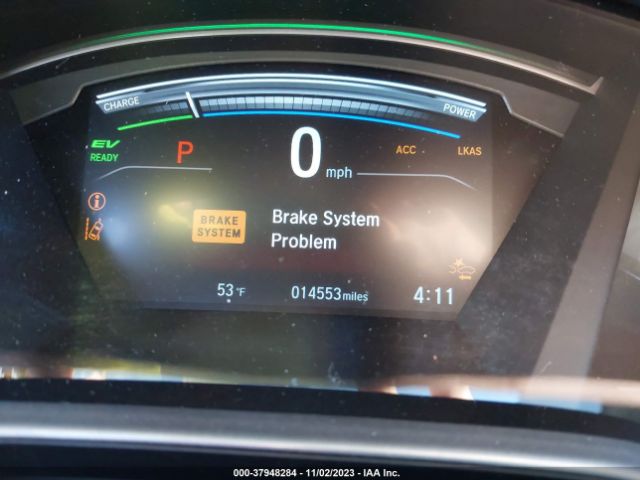 CHARGE
POWER
EV
READY
P
0 mph
ACC
LKAS
BRAKE
SYSTEM
Brake System
Problem
53°F
014553 miles
4:11
000-37948284 - 11/02/2023 - IAA Inc.